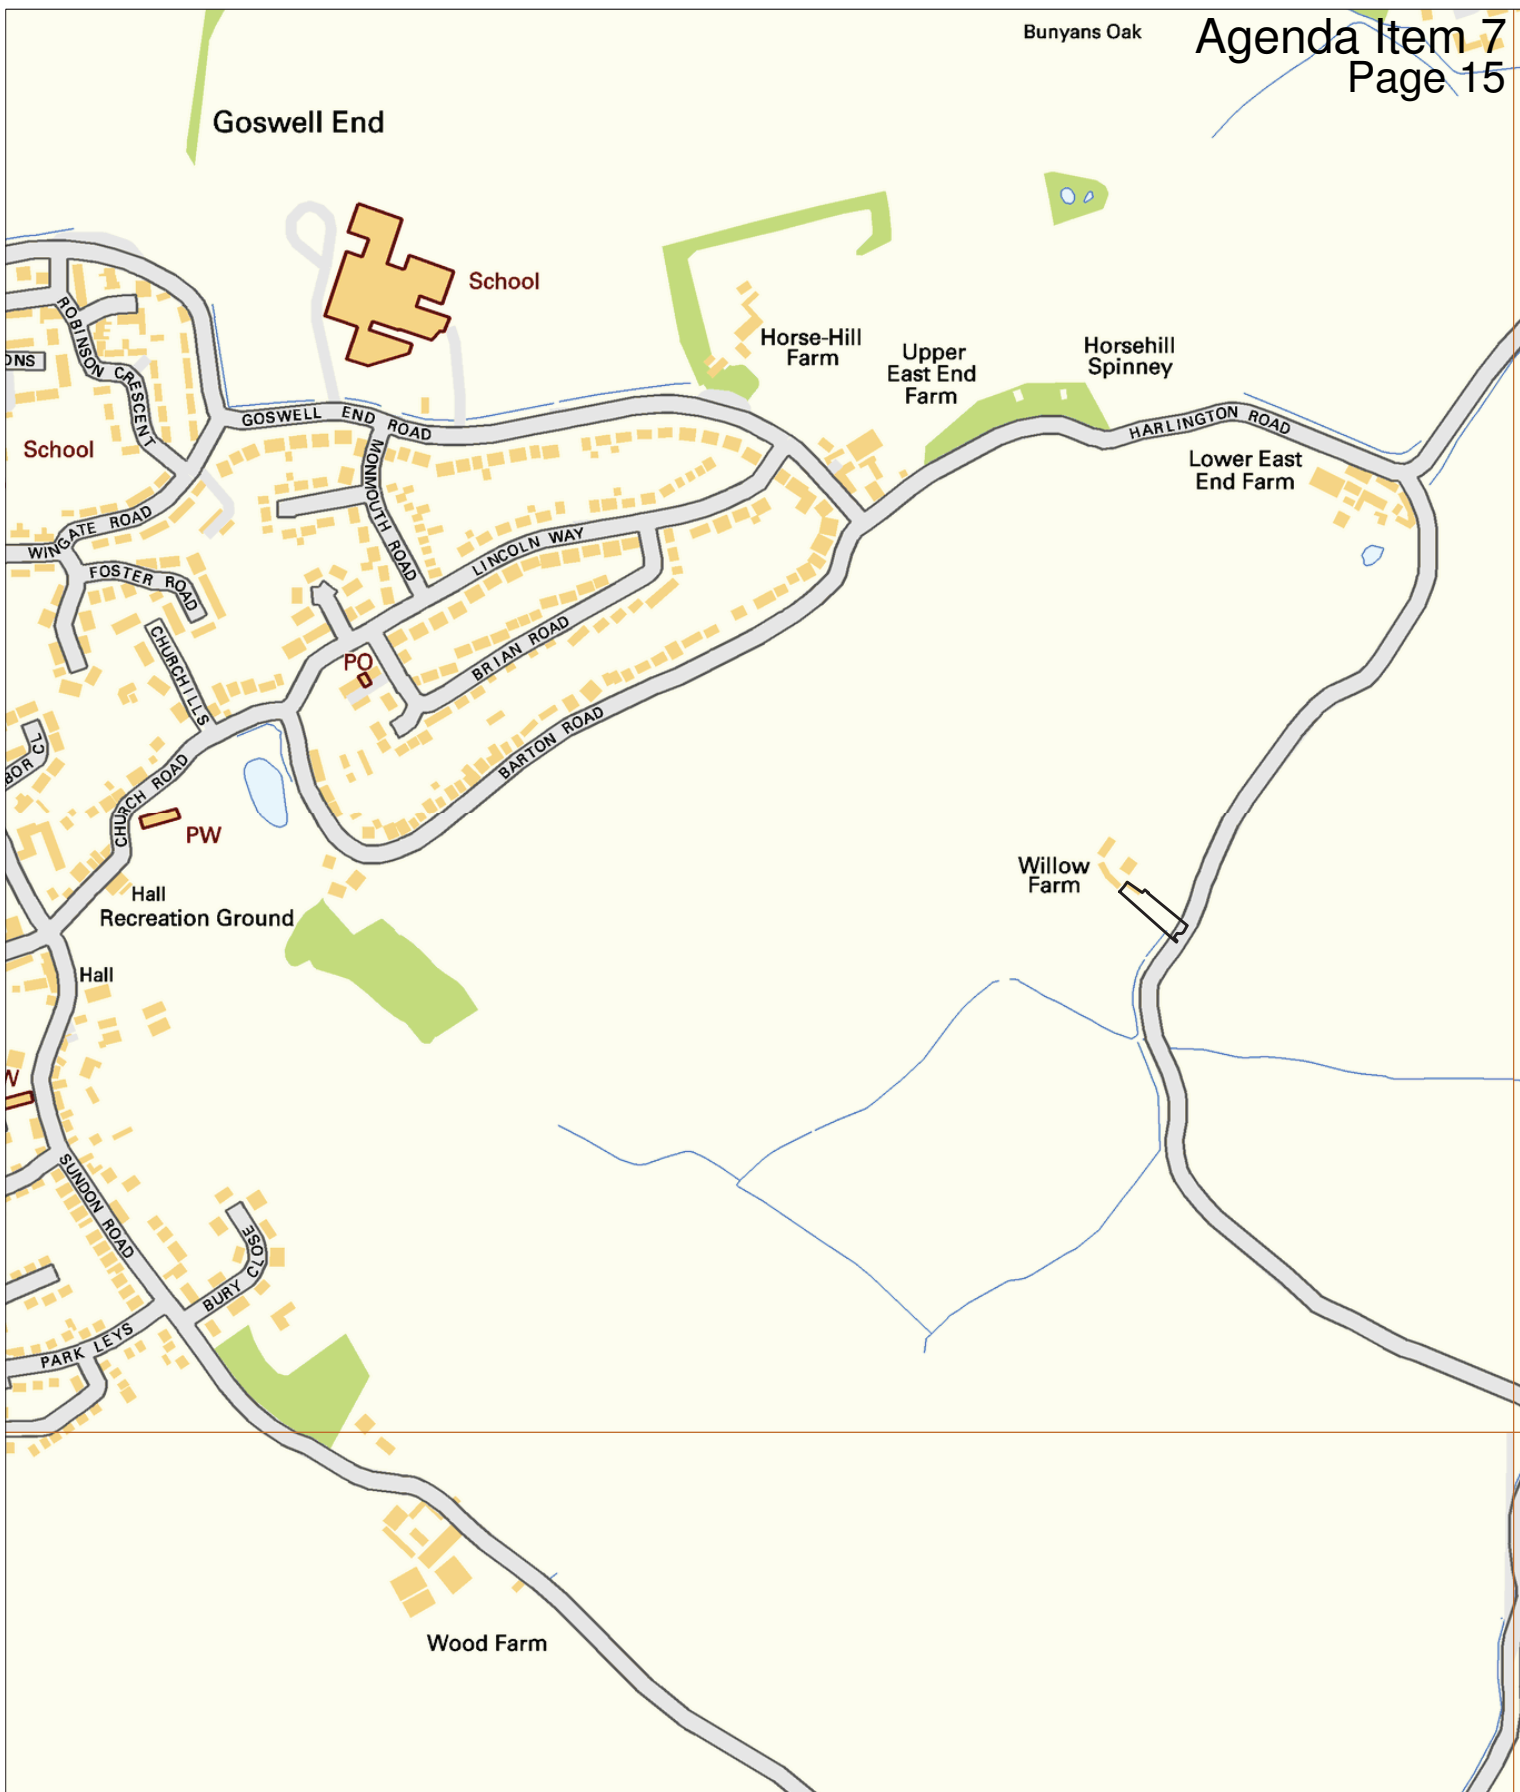 Agenda Item 7
Page 15
Bunyans Oak
Goswell End
School
Horse-Hill
Farm
Upper
East End
Farm
Horsehill
Spinney
ROBINSON CRESCENT
ONS
GOSWELL END ROAD
HARLINGTON ROAD
School
MONMOUTH ROAD
Lower East
End Farm
WINGATE ROAD
LINCOLN WAY
FOSTER ROAD
CHURCHILLS
PO
BRIAN ROAD
BOR CL
BARTON ROAD
CHURCH ROAD
PW
Willow
Farm
Hall
Recreation Ground
Hall
W
SUNDON ROAD
BURY CLOSE
PARK LEYS
Wood Farm